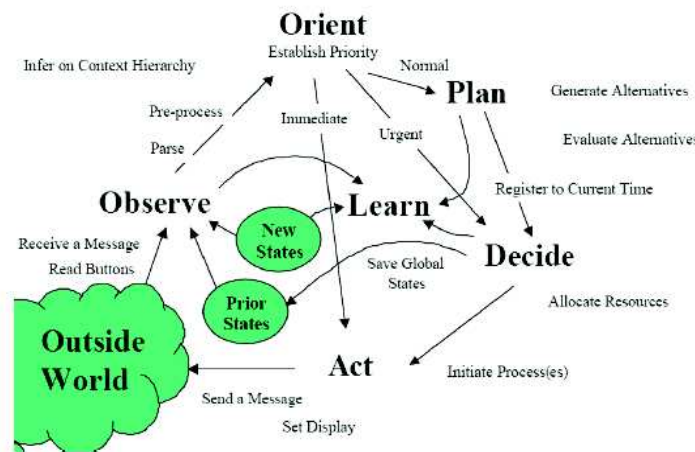 Orient
Establish Priority
Infer on Context Hierarchy
Normal
Plan
Generate Alternatives
Pre-process
Immediate
Urgent
Evaluate Alternatives
Parse
Observe
Learn
Register to Current Time
New
States
Receive a Message
Read Buttons
Decide
Save Global
States
Prior
States
Allocate Resources
Outside
World
Act
Initiate Process(es)
Send a Message
Set Display